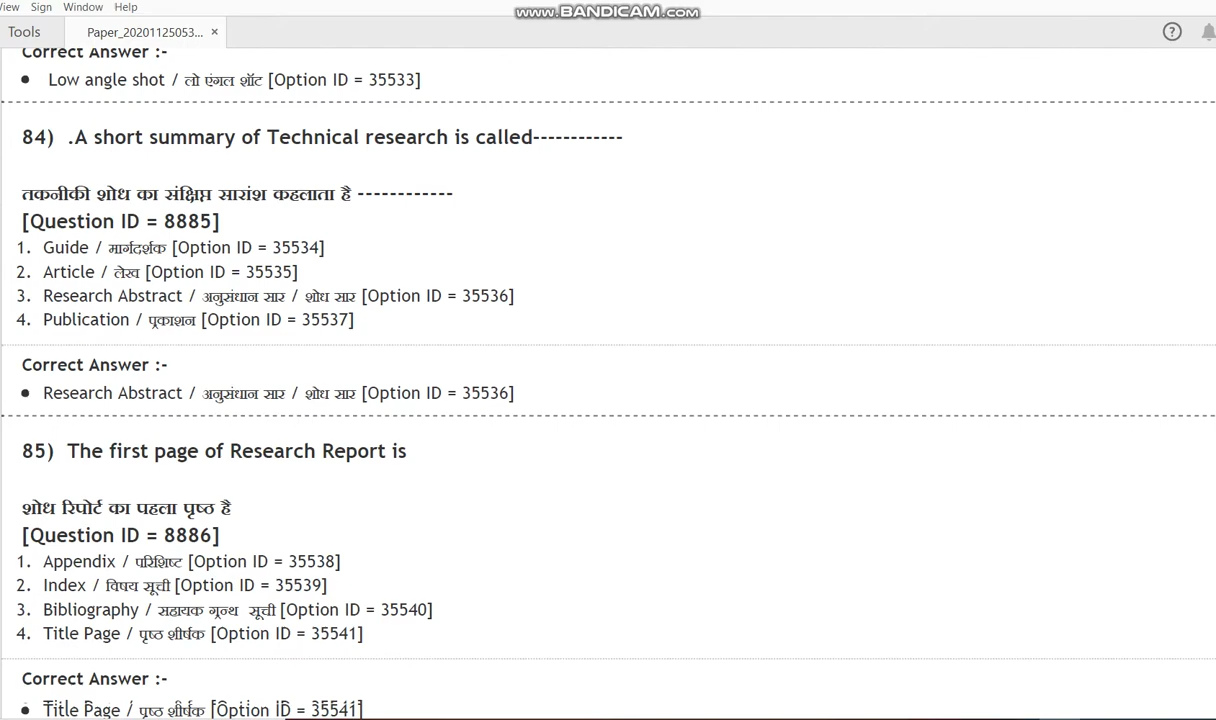 View Sign Window Help
www.BANDICAM.com
Tools Paper_20201125053... ×
Correct Answer :-
• Low angle shot / लो एंगल शॉट [Option ID = 35533]
84) .A short summary of Technical research is called------------
तकनीकी शोध का संक्षिप्त सारांश कहलाता है ------------
[Question ID = 8885]
1. Guide / मार्गदर्शक [Option ID = 35534]
2. Article / लेख [Option ID = 35535]
3. Research Abstract / अनुसंधान सार / शोध सार [Option ID = 35536]
4. Publication / प्रकाशन [Option ID = 35537]
Correct Answer :-
• Research Abstract / अनुसंधान सार / शोध सार [Option ID = 35536]
85) The first page of Research Report is
शोध रिपोर्ट का पहला पृष्ठ है
[Question ID = 8886]
1. Appendix / परिशिष्ट [Option ID = 35538]
2. Index / विषय सूची [Option ID = 35539]
3. Bibliography / सहायक ग्रन्थ सूची [Option ID = 35540]
4. Title Page / पृष्ठ शीर्षक [Option ID = 35541]
Correct Answer :-
• Title Page / पृष्ठ शीर्षक [Option ID = 35541]